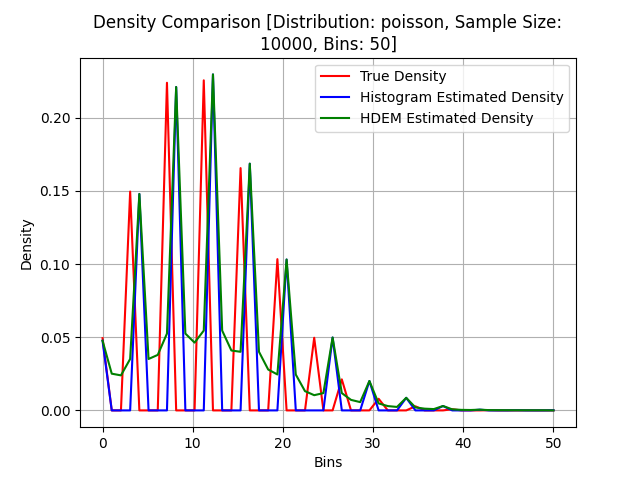 Density Comparison [Distribution: poisson, Sample Size:
10000, Bins: 50]
True Density
Histogram Estimated Density
HDEM Estimated Density
Density
0.20
0.15
0.10
0.05
0.00
0 10 20 30 40 50
Bins